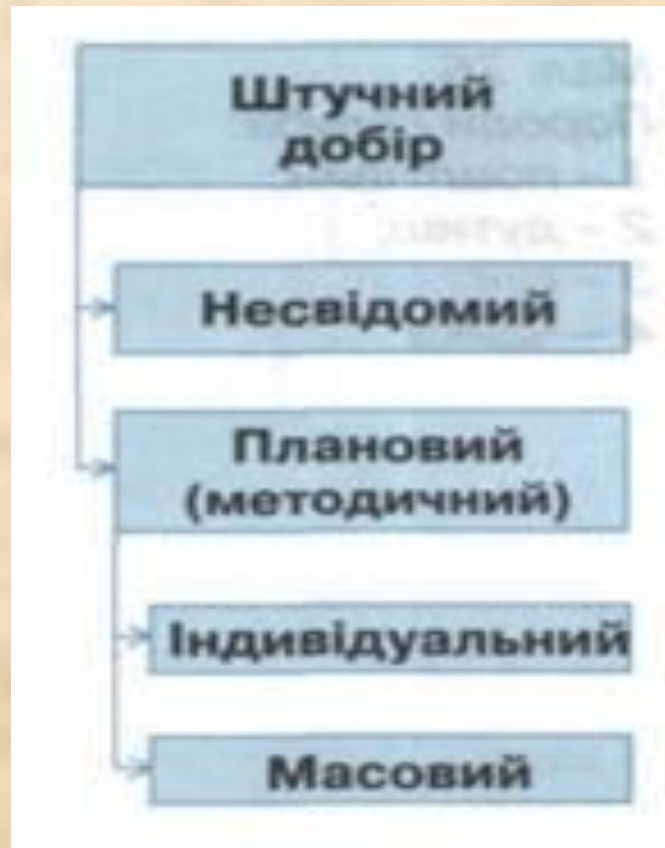 Штучний
добір
Несвідомий
Плановий
(методичний)
Індивідуальний
Масовий